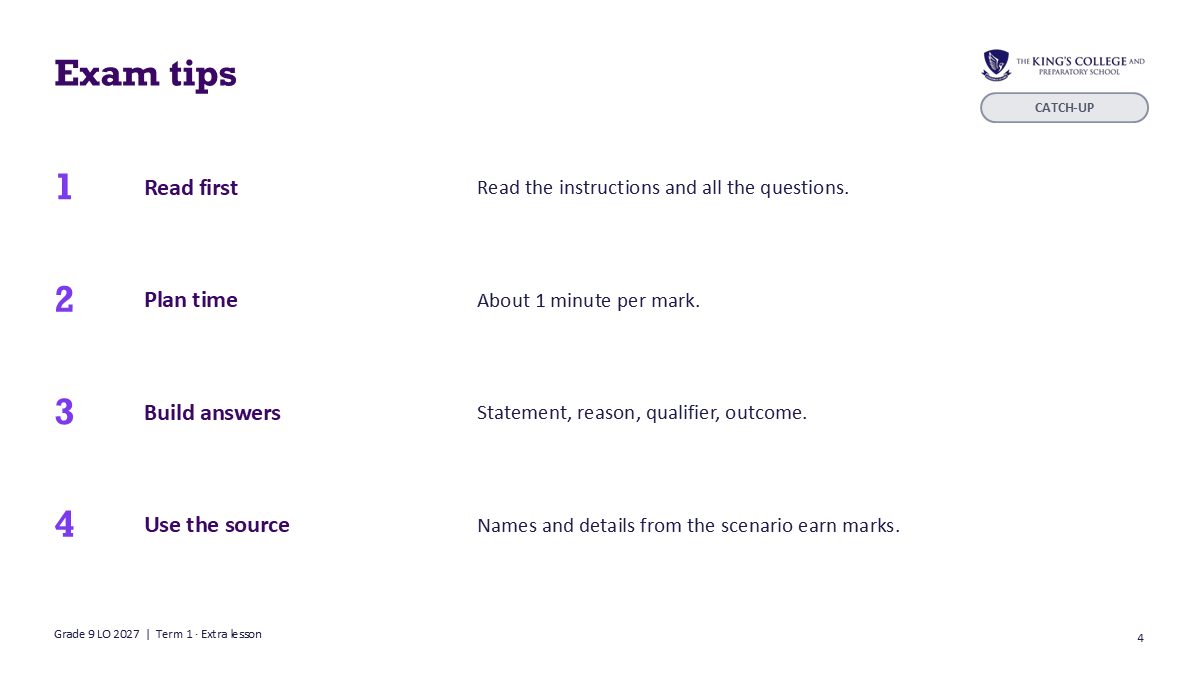 Exam tips
THE KING'S COLLEGE AND
PREPARATORY SCHOOL
CATCH-UP
1 Read first Read the instructions and all the questions.
2 Plan time About 1 minute per mark.
3 Build answers Statement, reason, qualifier, outcome.
4 Use the source Names and details from the scenario earn marks.
Grade 9 LO 2027 | Term 1 · Extra lesson
4